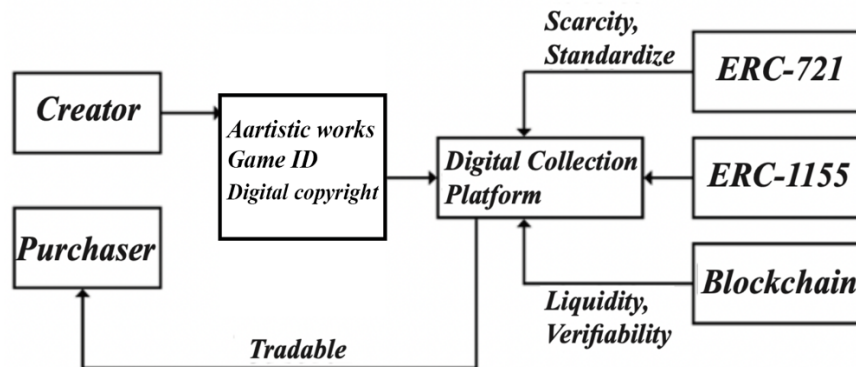 Scarcity,
Standardize
ERC-721
Creator
Aartistic works
Game ID
Digital copyright
Digital Collection
Platform
ERC-1155
Purchaser
Blockchain
Liquidity,
Verifiability
Tradable